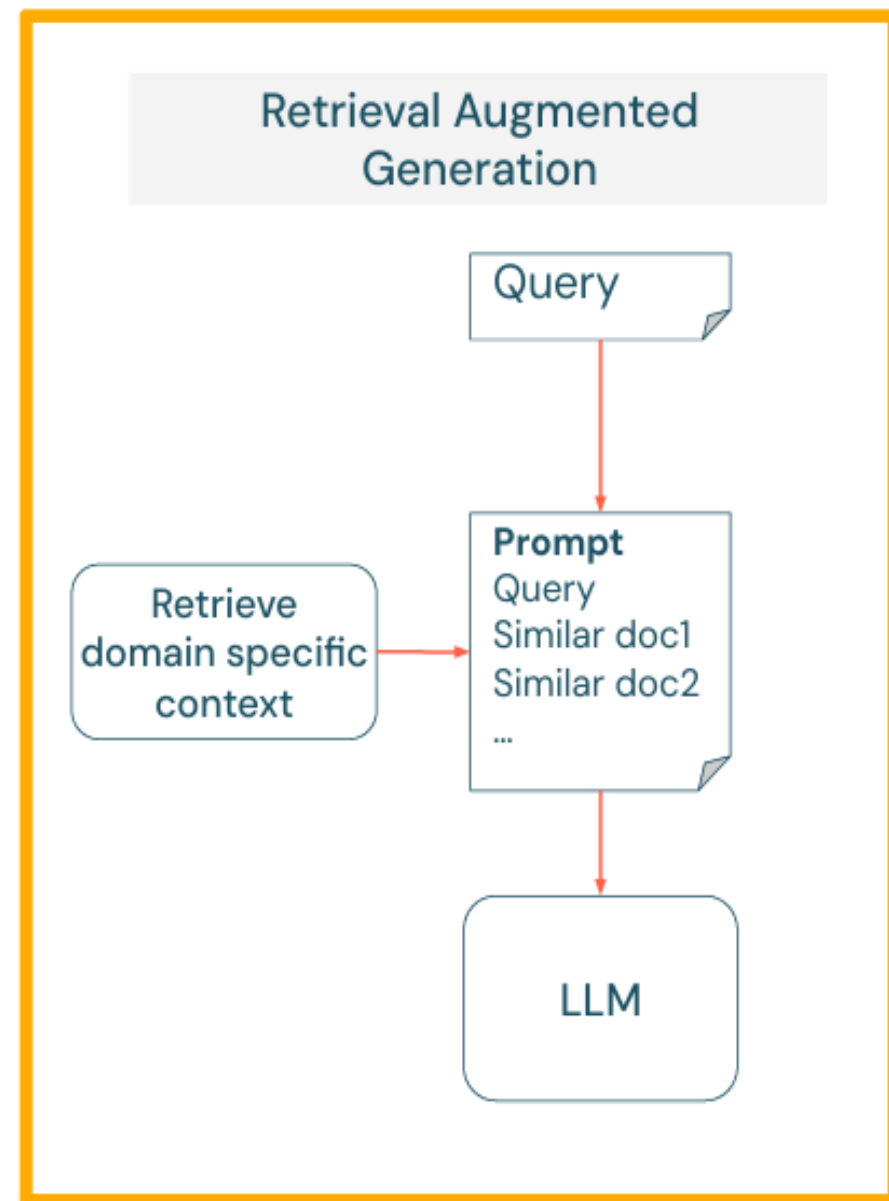 Retrieval Augmented
Generation
Query
Prompt
Query
Similar doc1
Similar doc2
...
Retrieve
domain specific
context
LLM